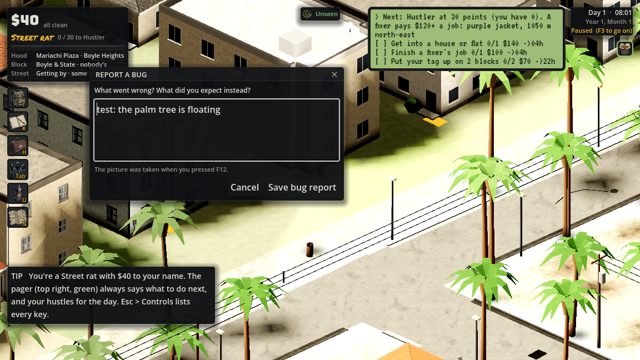 $40 all clean
STREET RAT 0 / 30 to Hustler
Hood Mariachi Plaza · Boyle Heights
Block Boyle & State · nobody's
Street Getting by · some
Unseen
> Next: Hustler at 30 points (you have 0). A
fixer pays $120+ a job: purple jacket, 1050 m
north-east
[ ] Get into a house or flat 0/1 $140 ->04h
[ ] Finish a fixer's job 0/1 $100 ->04h
[ ] Put your tag up on 2 blocks 0/2 $70 ->22h
Day 1 · 08:01
Year 1, Month 1
Paused (F3 to go on)
REPORT A BUG
What went wrong? What did you expect instead?
test: the palm tree is floating
The picture was taken when you pressed F12.
Cancel Save bug report
H
Tab
U
TIP You're a Street rat with $40 to your name. The
pager (top right, green) always says what to do next,
and your hustles for the day. Esc > Controls lists
every key.